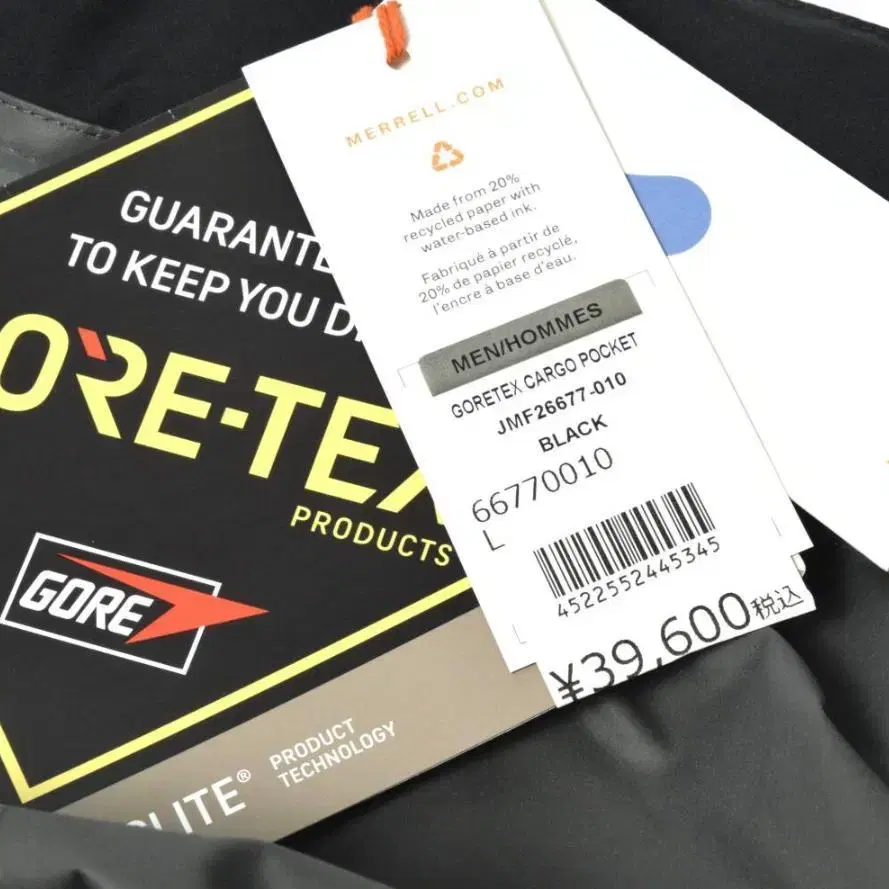 GUARANTE
TO KEEP YOU D
ORE-TEX
PRODUCTS
GORE
LITE®
PRODUCT
TECHNOLOGY
MERRELL.COM
Made from 20%
recycled paper with
water-based ink.
Fabriqué à partir de
20% de papier recyclé,
l'encre à base d'eau.
MEN/HOMMES
GORETEX CARGO POCKET
JMF26677-010
BLACK
66770010
L
4522552445345
¥39,600税込